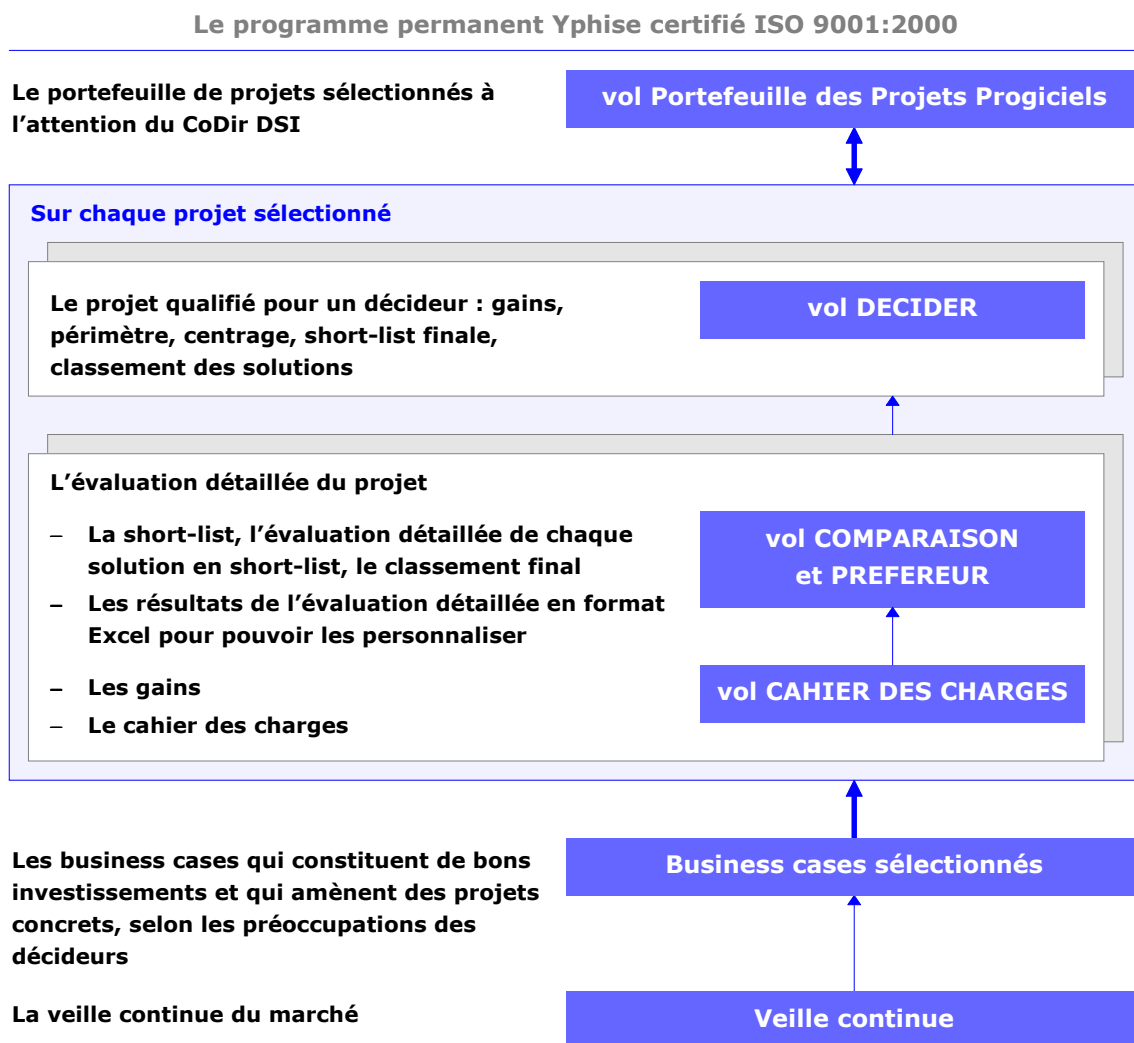 Le programme permanent Yphise certifié ISO 9001:2000
Le portefeuille de projets sélectionnés à
l’attention du CoDir DSI
vol Portefeuille des Projets Progiciels
Sur chaque projet sélectionné
Le projet qualifié pour un décideur : gains,
périmètre, centrage, short-list finale,
classement des solutions
vol DECIDER
L’évaluation détaillée du projet
– La short-list, l’évaluation détaillée de chaque
solution en short-list, le classement final
– Les résultats de l’évaluation détaillée en format
Excel pour pouvoir les personnaliser
vol COMPARAISON
et PREFEREUR
– Les gains
– Le cahier des charges
vol CAHIER DES CHARGES
Les business cases qui constituent de bons
investissements et qui amènent des projets
concrets, selon les préoccupations des
décideurs
Business cases sélectionnés
La veille continue du marché
Veille continue